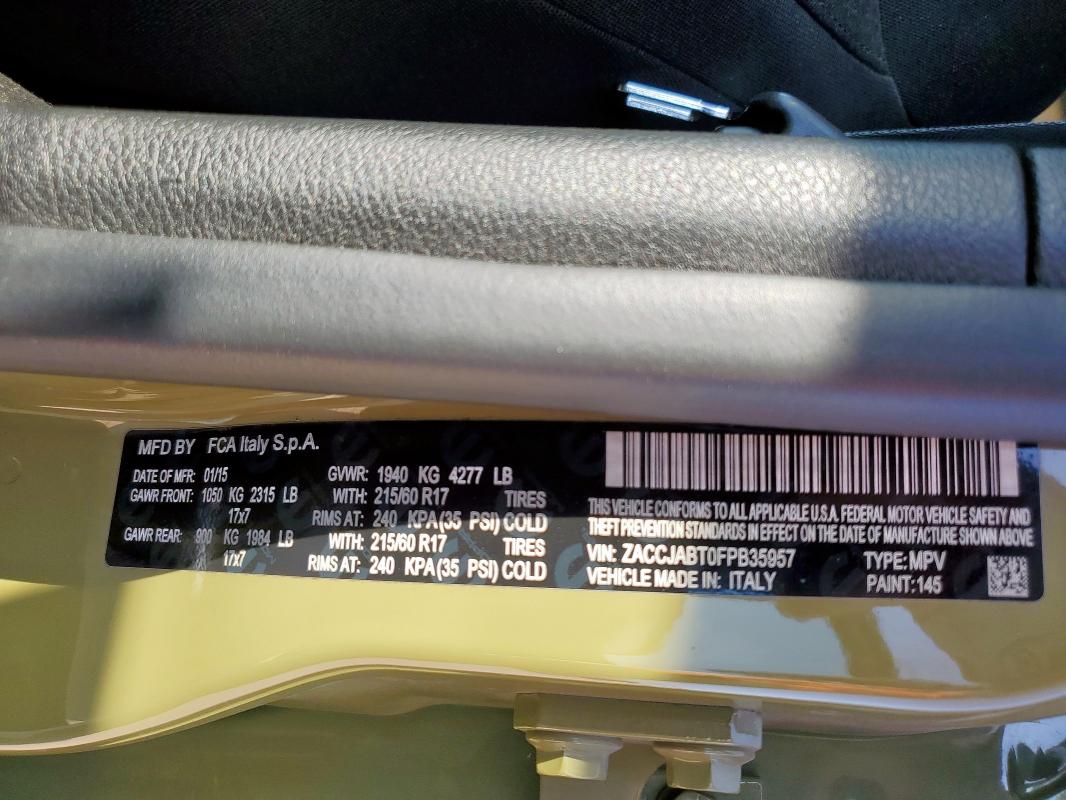 MFD BY FCA Italy S.p.A.
DATE OF MFR: 01/15 GVWR: 1940 KG 4277 LB
GAWR FRONT: 1050 KG 2315 LB WITH: 215/60 R17 TIRES
17x7 RIMS AT: 240 KPA(35 PSI) COLD
GAWR REAR: 900 KG 1984 LB WITH: 215/60 R17 TIRES
17x7 RIMS AT: 240 KPA(35 PSI) COLD
THIS VEHICLE CONFORMS TO ALL APPLICABLE U.S.A. FEDERAL MOTOR VEHICLE SAFETY AND
THEFT PREVENTION STANDARDS IN EFFECT ON THE DATE OF MANUFACTURE SHOWN ABOVE
VIN: ZACCJABT0FPB35957 TYPE: MPV
VEHICLE MADE IN: ITALY PAINT: 145